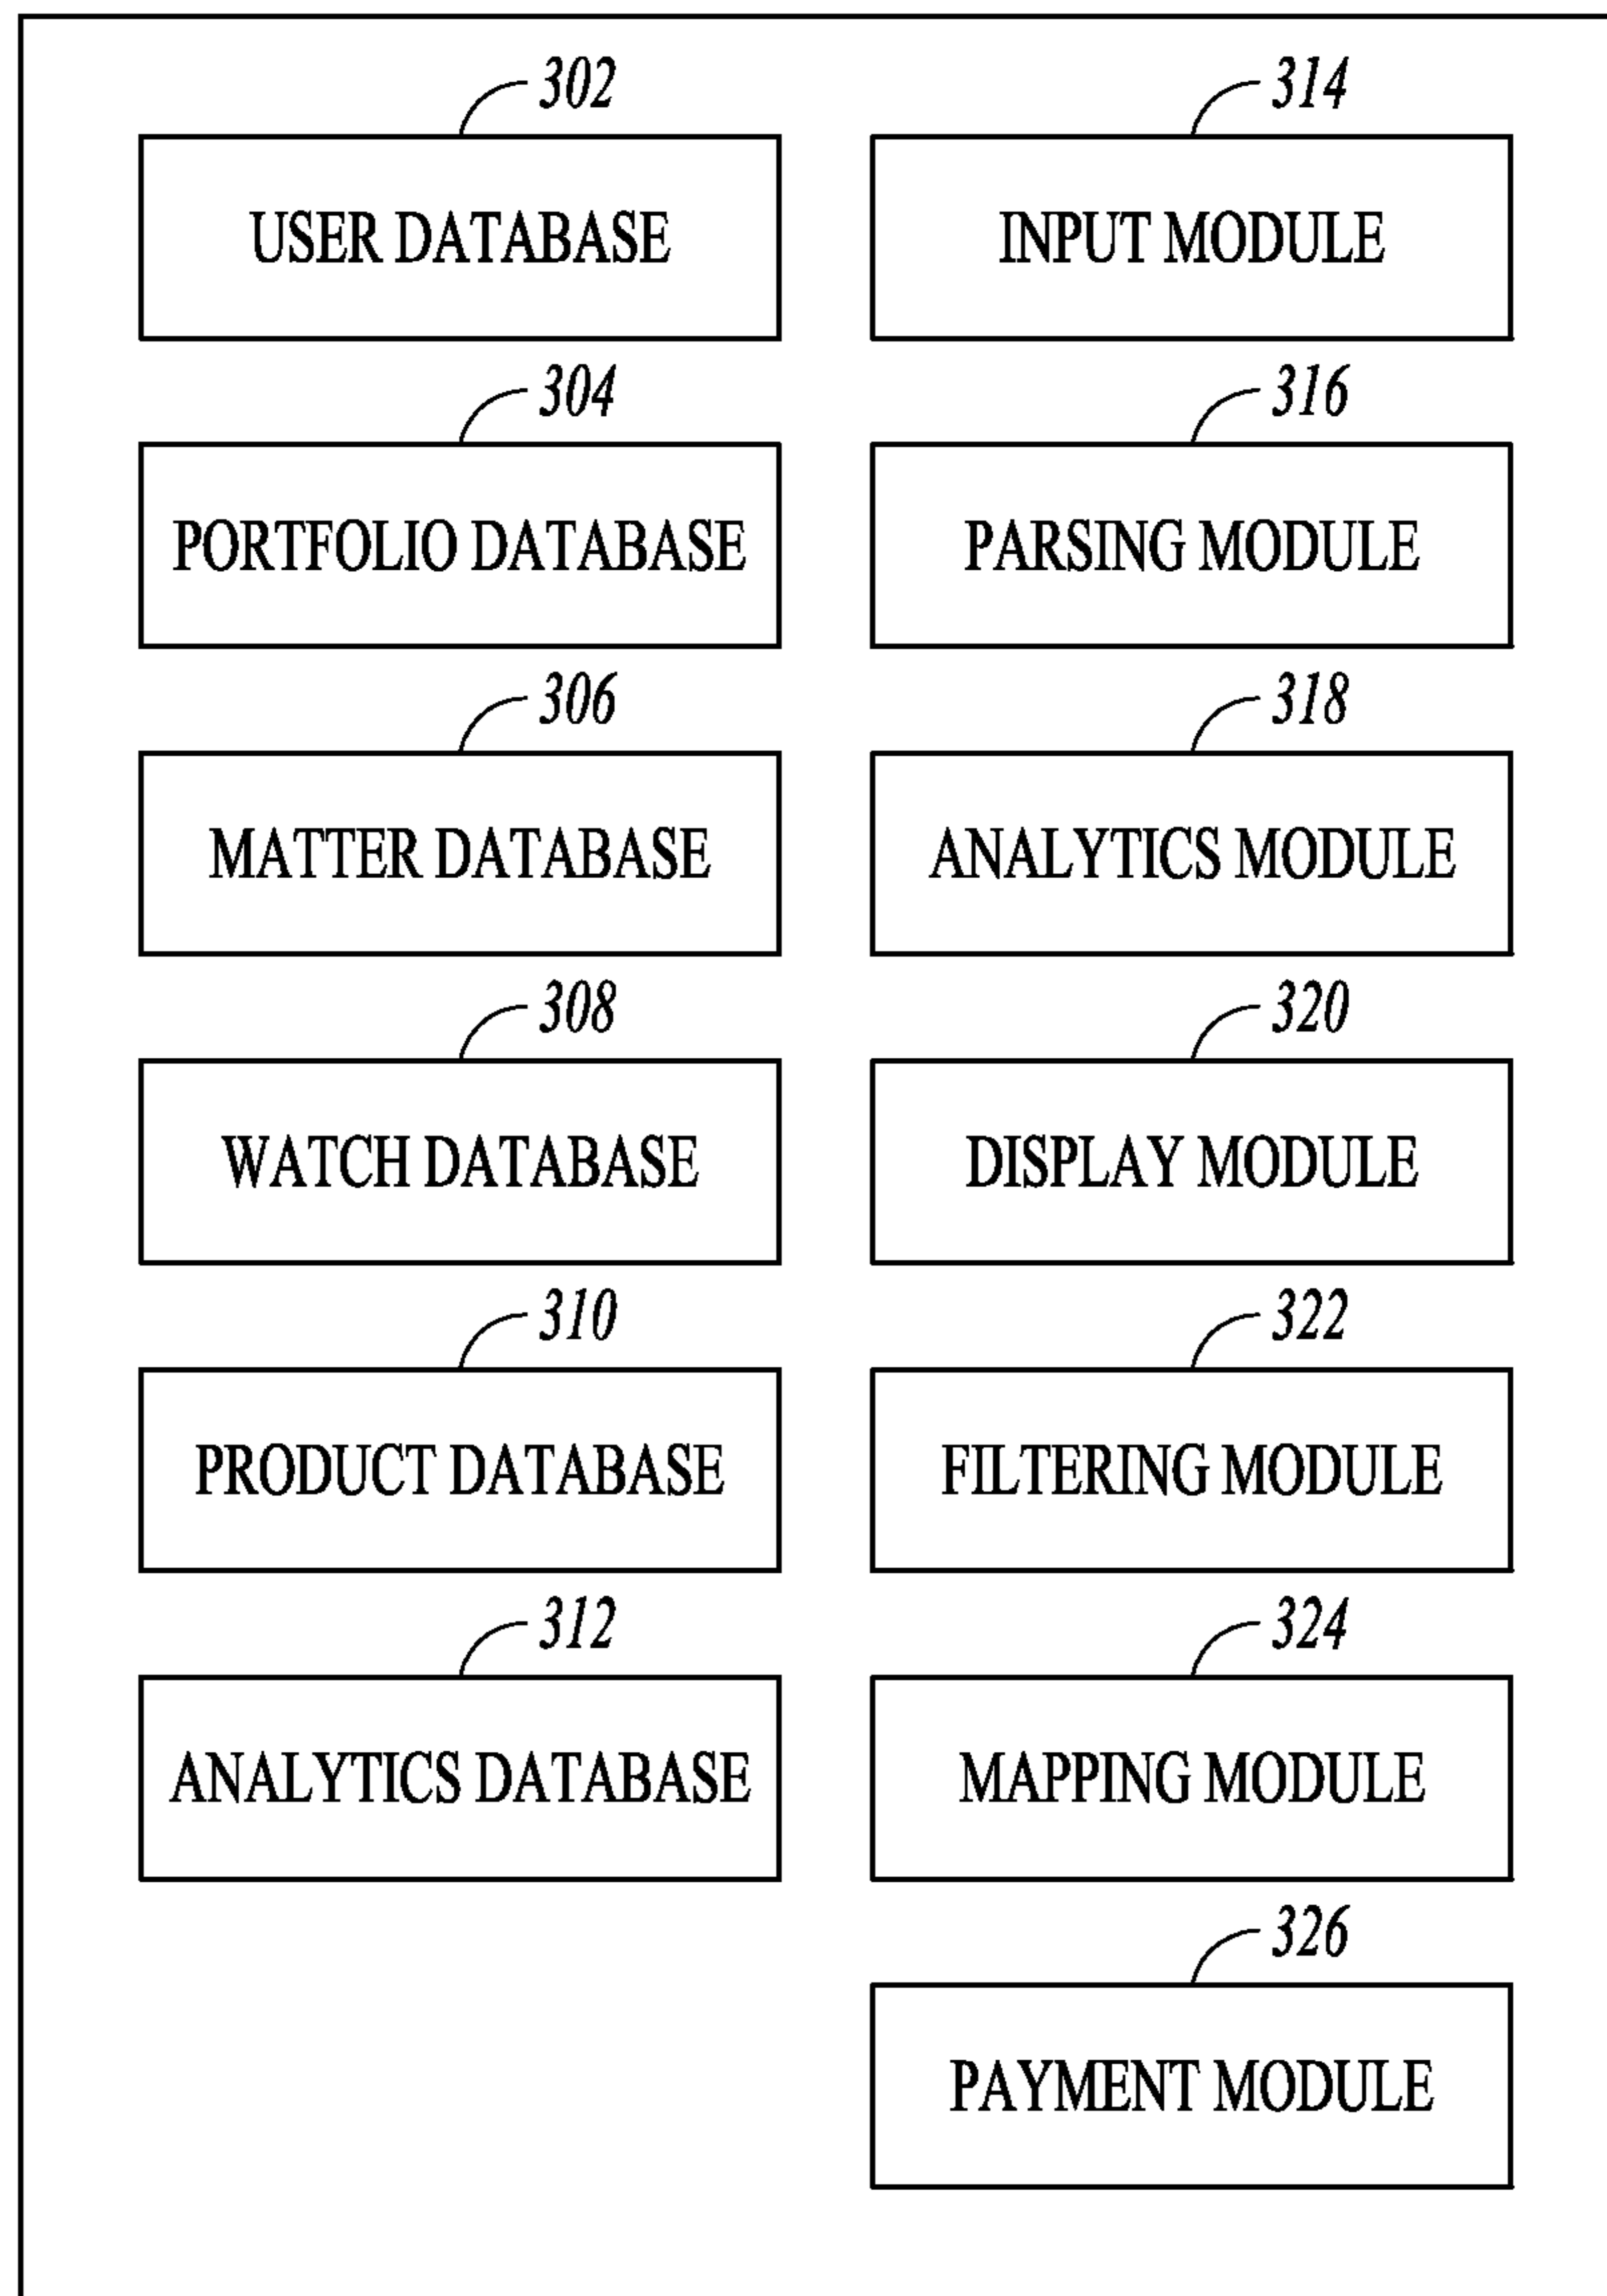 302
USER DATABASE
304
PORTFOLIO DATABASE
306
MATTER DATABASE
308
WATCH DATABASE
310
PRODUCT DATABASE
312
ANALYTICS DATABASE
314
INPUT MODULE
316
PARSING MODULE
318
ANALYTICS MODULE
320
DISPLAY MODULE
322
FILTERING MODULE
324
MAPPING MODULE
326
PAYMENT MODULE